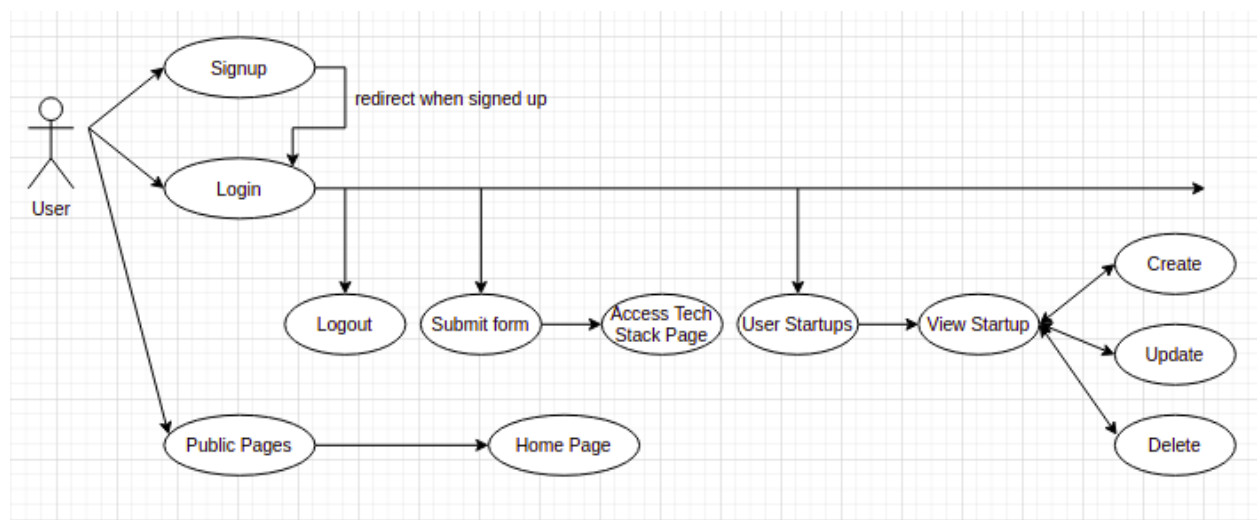 Signup
redirect when signed up
Login
User
Create
Logout
Submit form
Access Tech
Stack Page
User Startups
View Startup
Update
Public Pages
Home Page
Delete